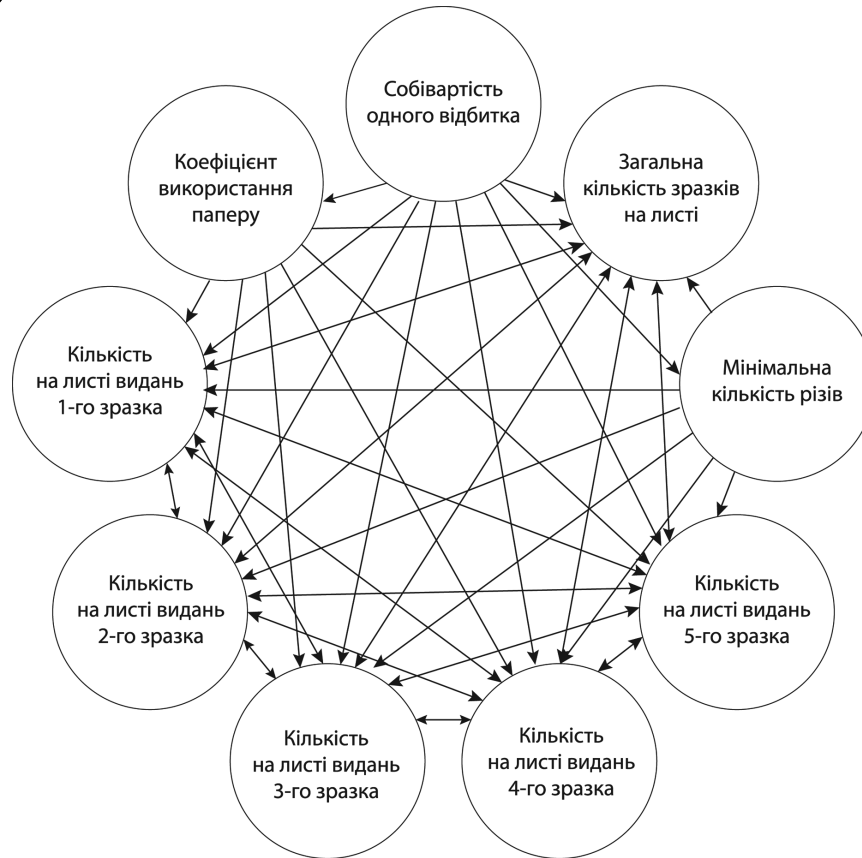 Собівартість
одного відбитка
Коефіцієнт
використання
паперу
Загальна
кількість зразків
на листі
Кількість
на листі видань
1-го зразка
Мінімальна
кількість різів
Кількість
на листі видань
2-го зразка
Кількість
на листі видань
5-го зразка
Кількість
на листі видань
3-го зразка
Кількість
на листі видань
4-го зразка